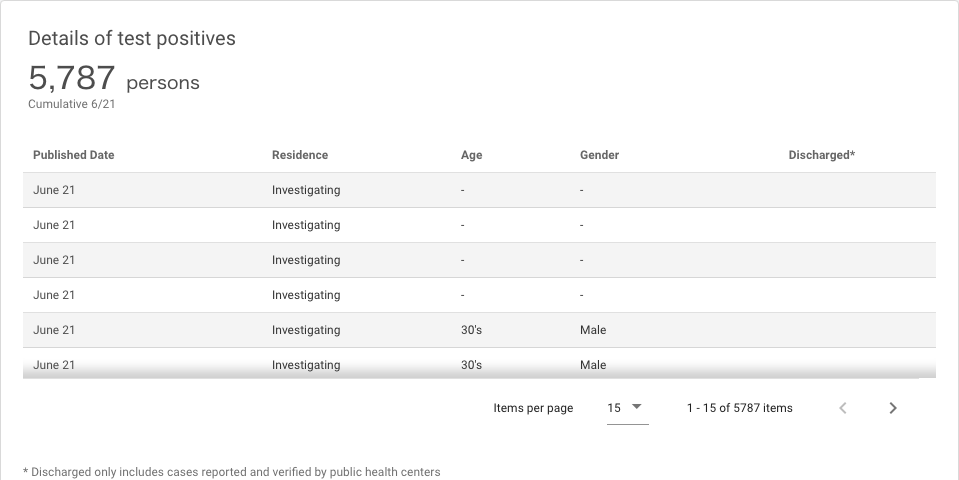 Details of test positives
5,787 persons
Cumulative 6/21
Published Date Residence Age Gender Discharged*
June 21 Investigating - -
June 21 Investigating - -
June 21 Investigating - -
June 21 Investigating - -
June 21 Investigating 30's Male
June 21 Investigating 30's Male
Items per page 15 1 - 15 of 5787 items
* Discharged only includes cases reported and verified by public health centers